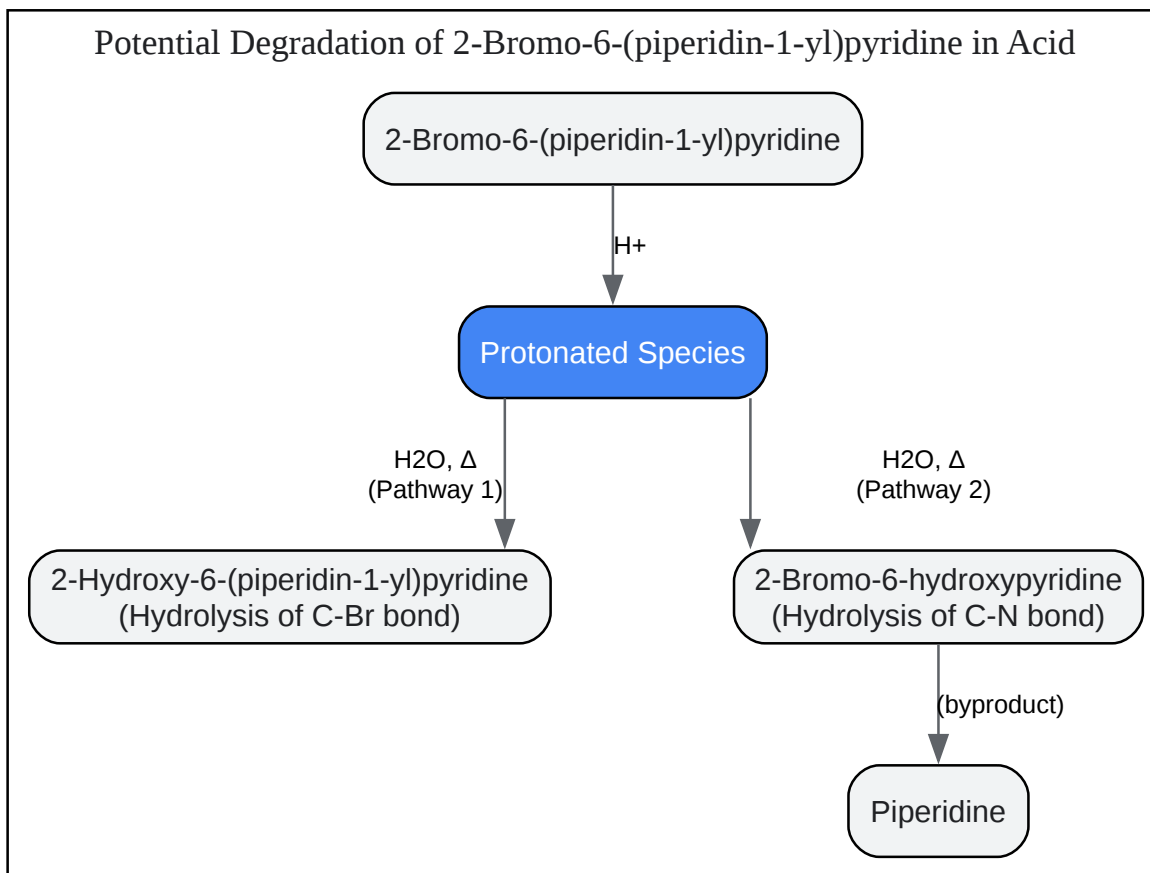 Potential Degradation of 2-Bromo-6-(piperidin-1-yl)pyridine in Acid
2-Bromo-6-(piperidin-1-yl)pyridine
H+
Protonated Species
H2O, Δ
(Pathway 1)
H2O, Δ
(Pathway 2)
2-Hydroxy-6-(piperidin-1-yl)pyridine
(Hydrolysis of C-Br bond)
2-Bromo-6-hydroxypyridine
(Hydrolysis of C-N bond)
(byproduct)
Piperidine